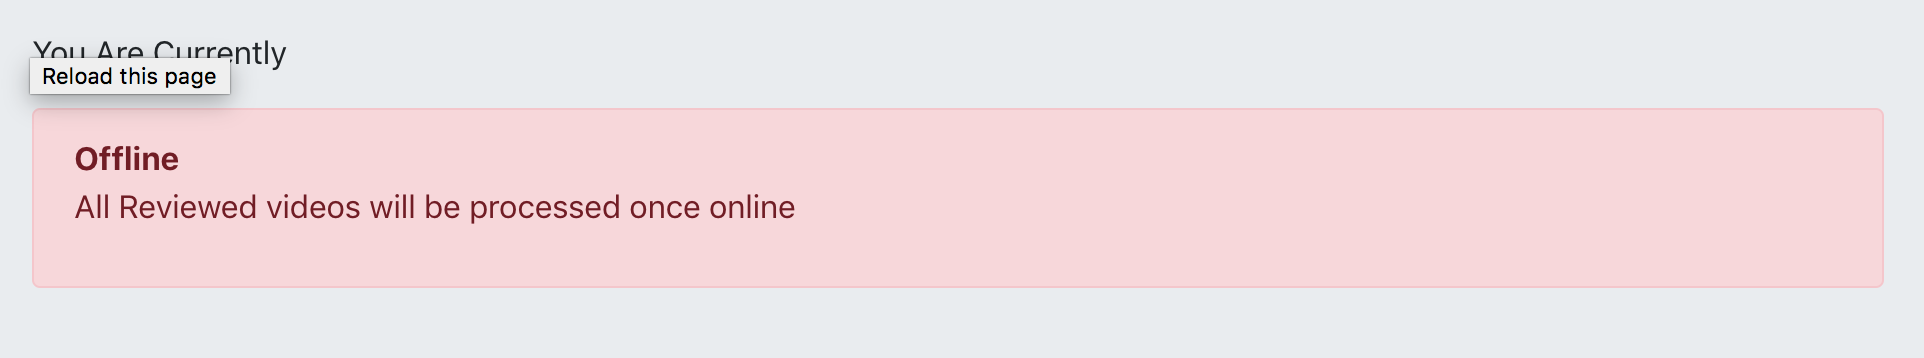 You Are Currently
Reload this page
Offline
All Reviewed videos will be processed once online